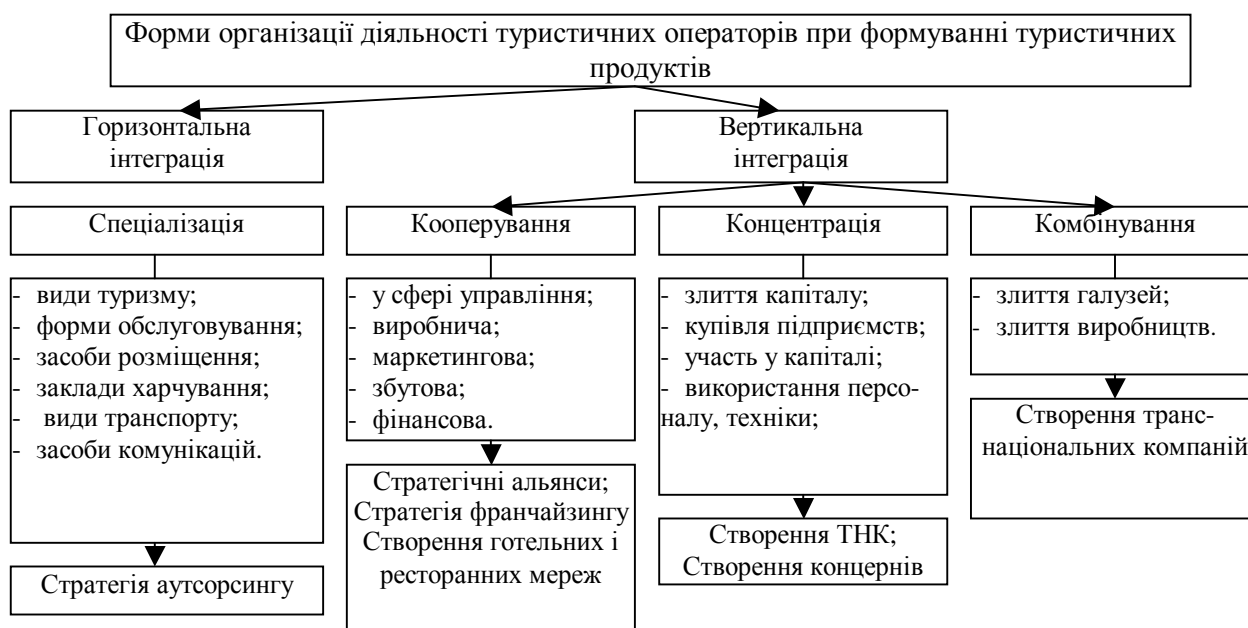 Форми організації діяльності туристичних операторів при формуванні туристичних
продуктів
Горизонтальна
інтеграція
Вертикальна
інтеграція
Спеціалізація
Кооперування
Концентрація
Комбінування
- види туризму;
- форми обслуговування;
- засоби розміщення;
- заклади харчування;
- види транспорту;
- засоби комунікацій.
- у сфері управління;
- виробнича;
- маркетингова;
- збутова;
- фінансова.
- злиття капіталу;
- купівля підприємств;
- участь у капіталі;
- використання персо-
налу, техніки;
- злиття галузей;
- злиття виробництв.
Стратегія аутсорсингу
Стратегічні альянси;
Стратегія франчайзингу
Створення готельних і
ресторанних мереж
Створення ТНК;
Створення концернів
Створення транс-
національних компаній